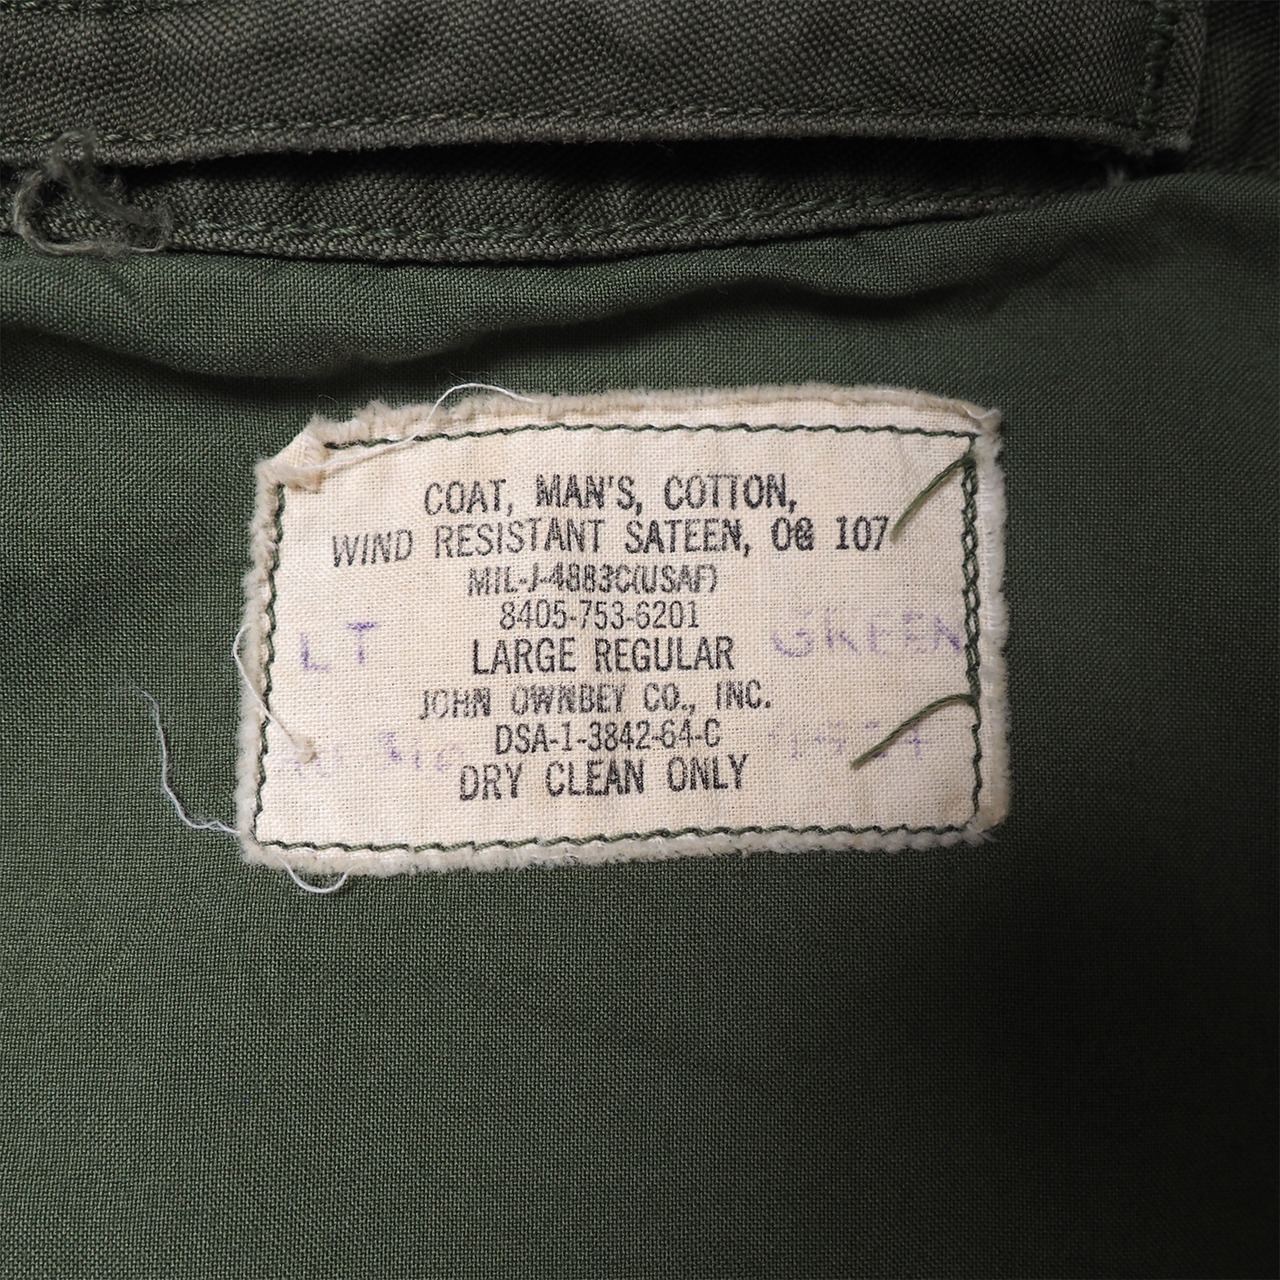 COAT, MAN'S, COTTON,
WIND RESISTANT SATEEN, OG 107
MIL-J-4883C(USAF)
8405-753-6201
LT GREEN
LARGE REGULAR
JOHN OWNBEY CO., INC.
DSA-1-3842-64-C
DRY CLEAN ONLY